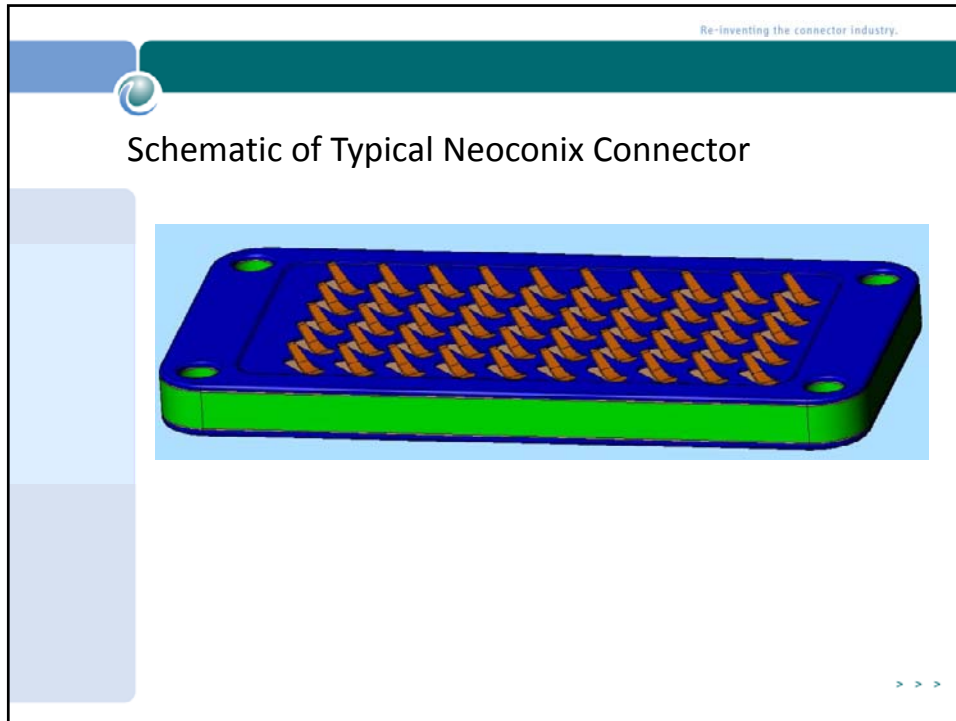 Re-inventing the connector industry.
Schematic of Typical Neoconix Connector
> > >